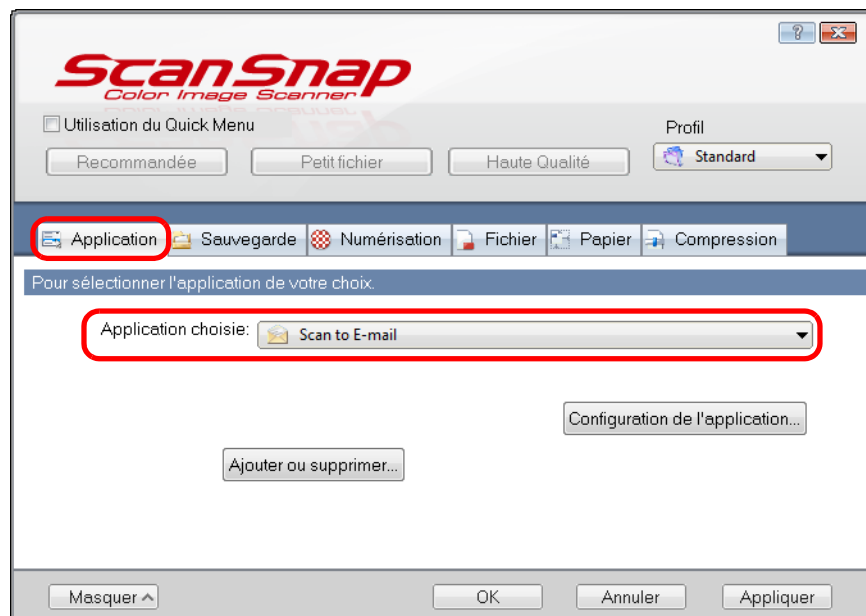 ScanSnap
Color Image Scanner
Utilisation du Quick Menu
Profil
Recommandée Petit fichier Haute Qualité Standard
Application Sauvegarde Numérisation Fichier Papier Compression
Pour sélectionner l'application de votre choix.
Application choisie: Scan to E-mail
Configuration de l'application...
Ajouter ou supprimer...
Masquer OK Annuler Appliquer